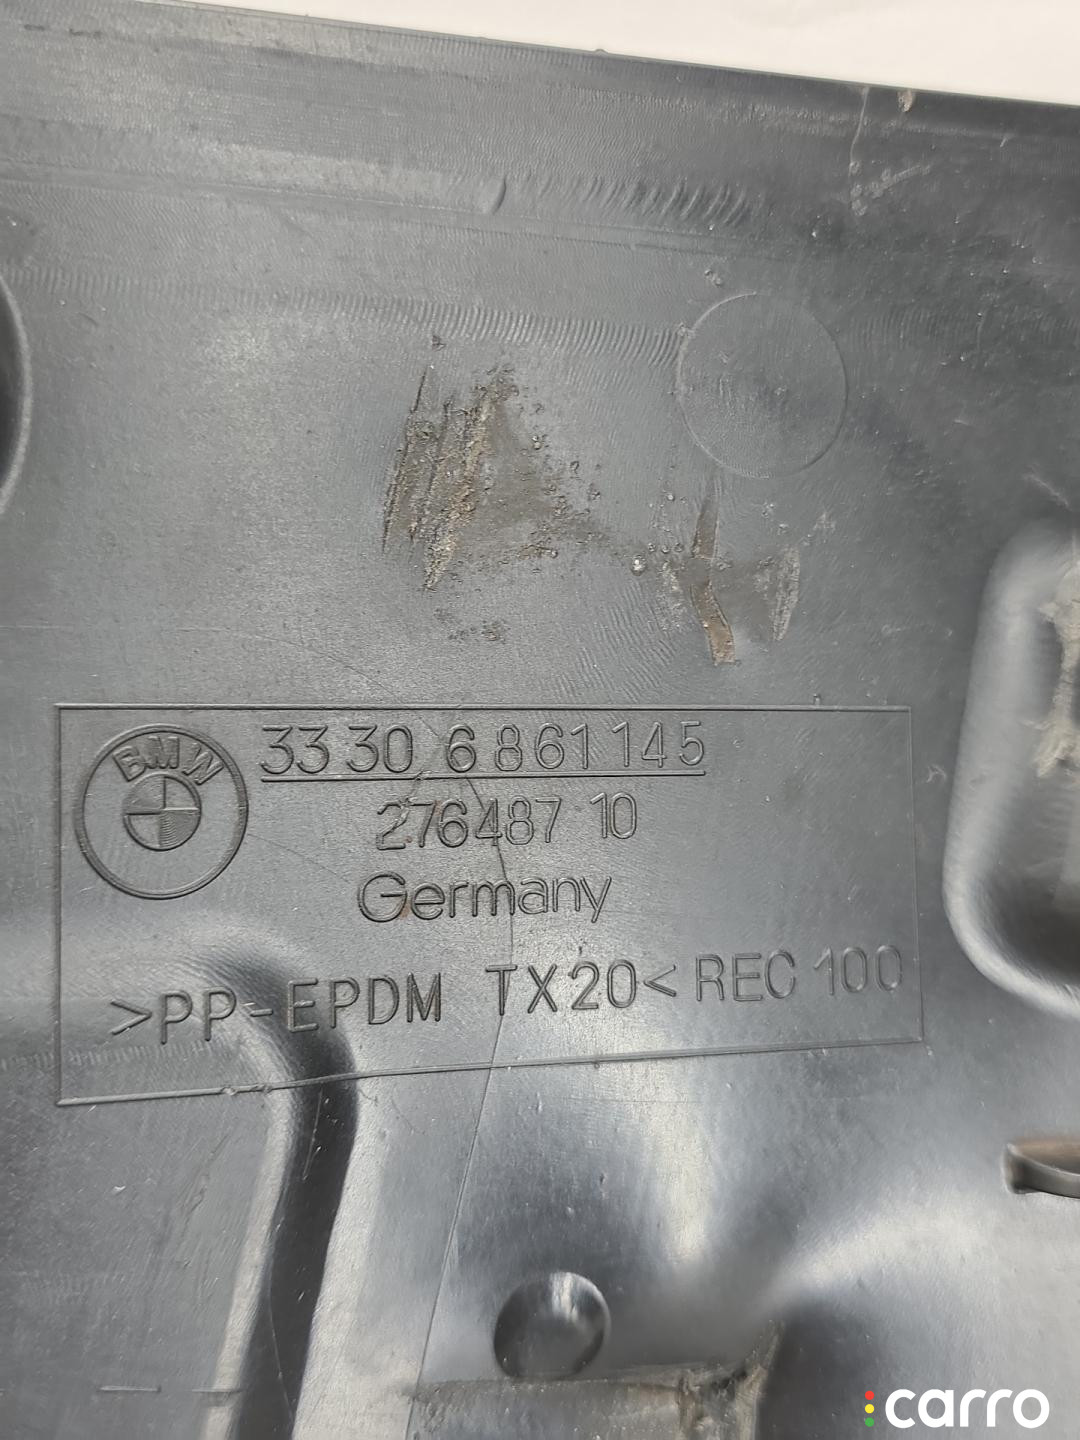 BMW
33 30 6 861 145
276487 10
Germany
>PP-EPDM TX20< REC 100
carro